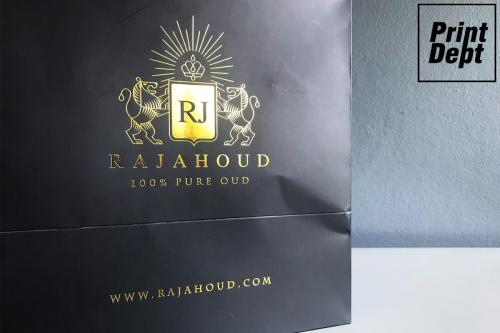 Print
Dept
RJ
RAJAHOUD
100% PURE OUD
WWW.RAJAHOUD.COM